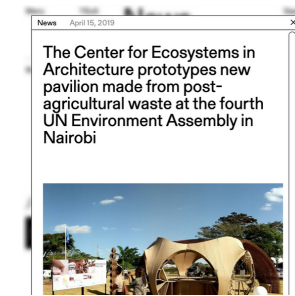 News April 15, 2019
The Center for Ecosystems in
Architecture prototypes new
pavilion made from post-
agricultural waste at the fourth
UN Environment Assembly in
Nairobi